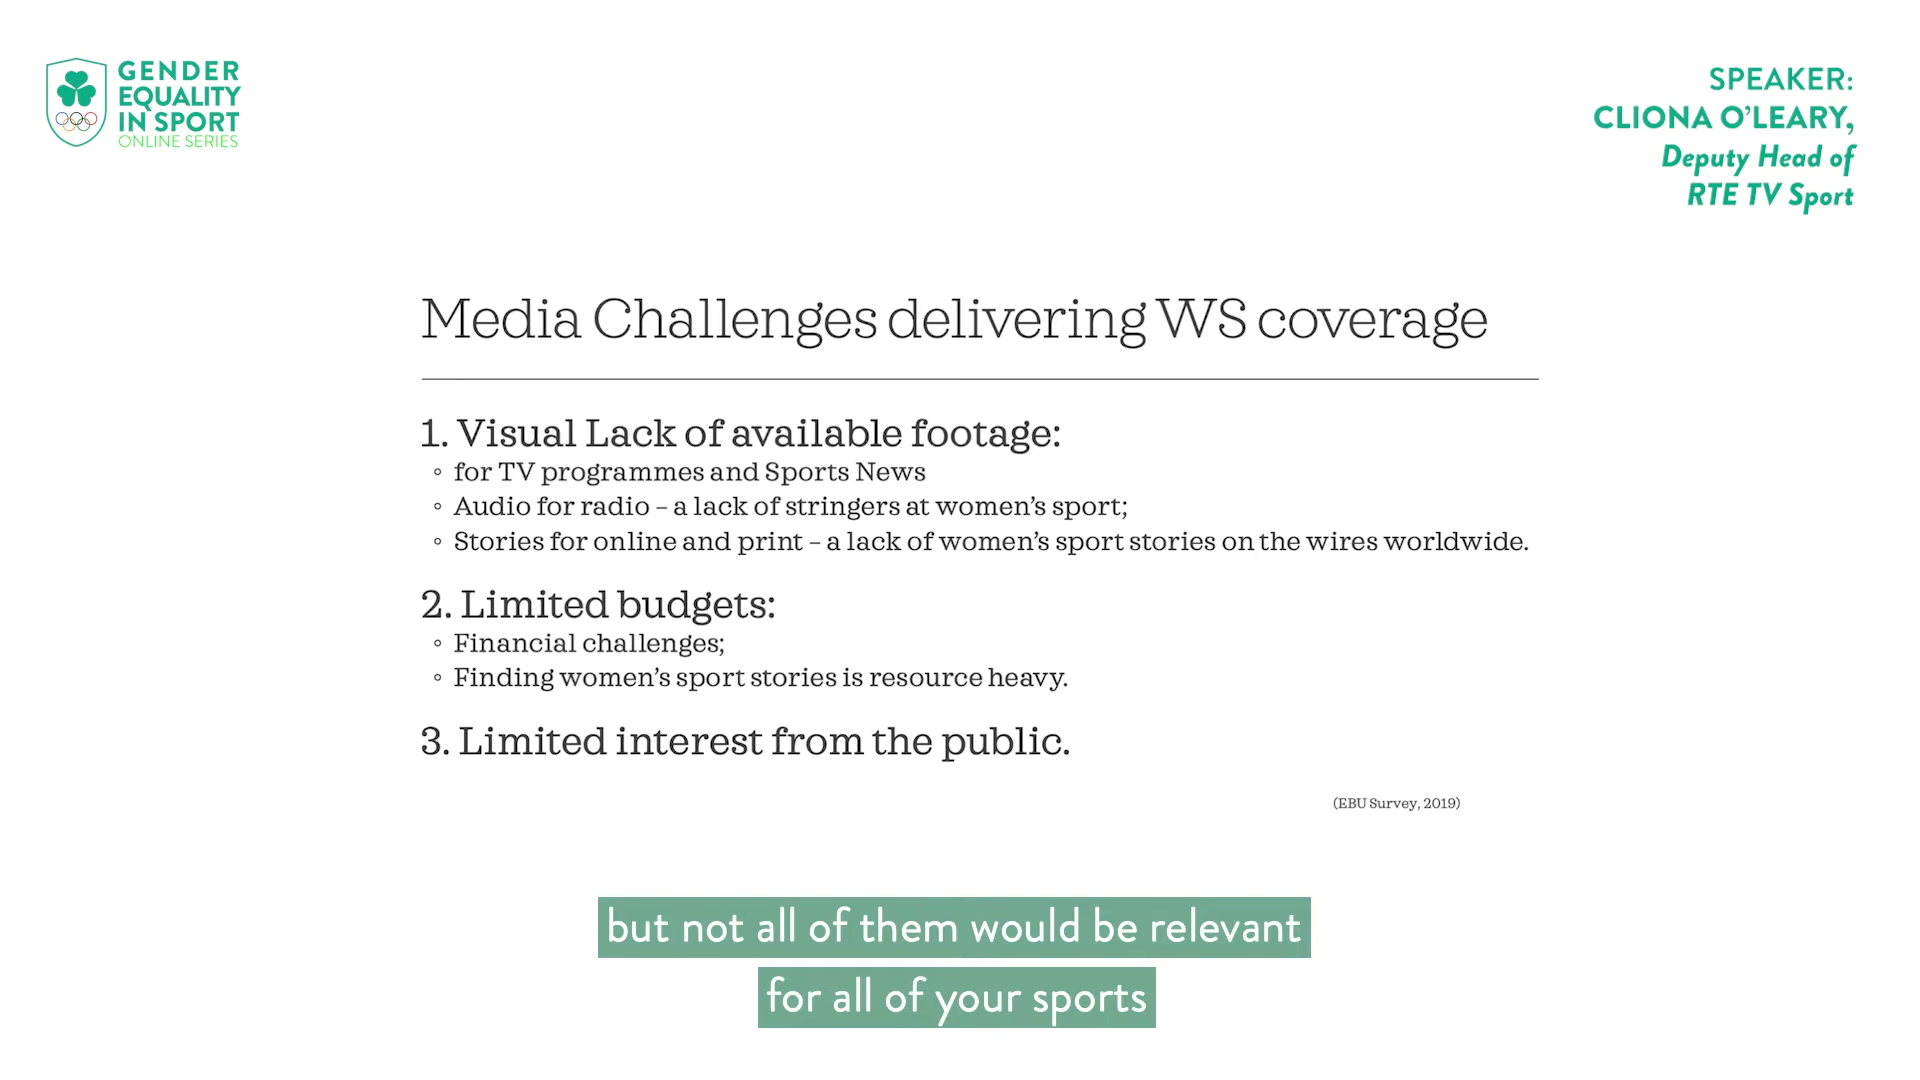 GENDER
EQUALITY
IN SPORT
ONLINE SERIES
SPEAKER:
CLIONA O’LEARY,
Deputy Head of
RTE TV Sport
Media Challenges delivering WS coverage
1. Visual Lack of available footage:
◦ for TV programmes and Sports News
◦ Audio for radio – a lack of stringers at women’s sport;
◦ Stories for online and print – a lack of women’s sport stories on the wires worldwide.
2. Limited budgets:
◦ Financial challenges;
◦ Finding women’s sport stories is resource heavy.
3. Limited interest from the public.
(EBU Survey, 2019)
but not all of them would be relevant
for all of your sports